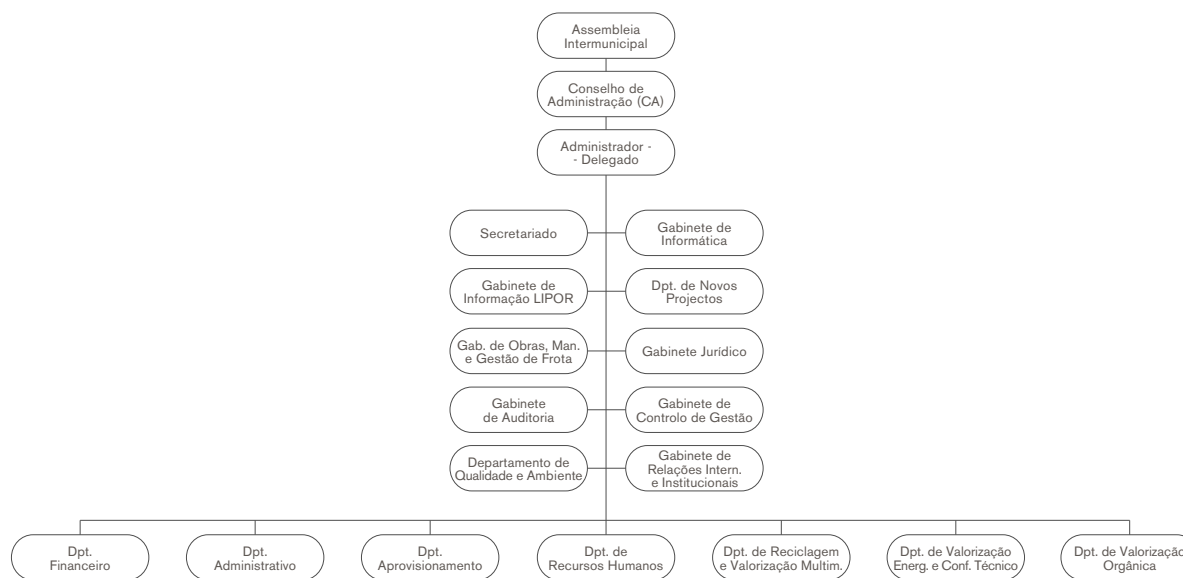 Assembleia
Intermunicipal
Conselho de
Administração (CA)
Administrador -
- Delegado
Secretariado
Gabinete de
Informática
Gabinete de
Informação LIPOR
Dpt. de Novos
Projectos
Gab. de Obras, Man.
e Gestão de Frota
Gabinete Jurídico
Gabinete
de Auditoria
Gabinete de
Controlo de Gestão
Departamento de
Qualidade e Ambiente
Gabinete de
Relações Intern.
e Institucionais
Dpt.
Financeiro
Dpt.
Administrativo
Dpt.
Aprovisionamento
Dpt. de
Recursos Humanos
Dpt. de Reciclagem
e Valorização Multim.
Dpt. de Valorização
Energ. e Conf. Técnico
Dpt. de Valorização
Orgânica